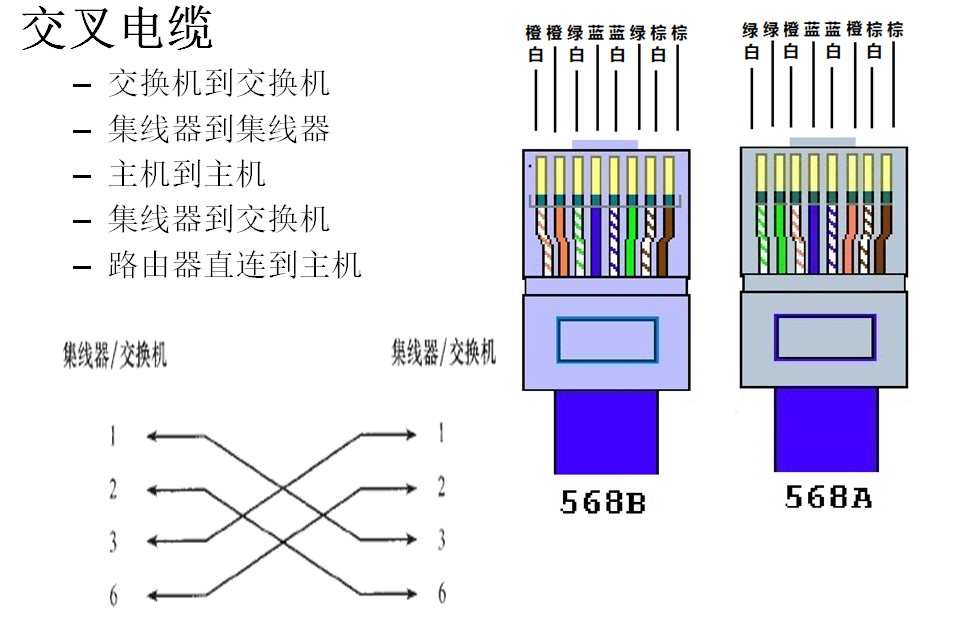 交叉电缆
– 交换机到交换机
– 集线器到集线器
– 主机到主机
– 集线器到交换机
– 路由器直连到主机
集线器/交换机 集线器/交换机
1 1
2 2
3 3
6 6
橙橙绿蓝蓝绿棕棕
白 白 白 白
568B
绿绿橙蓝蓝橙棕棕
白 白 白 白
568A